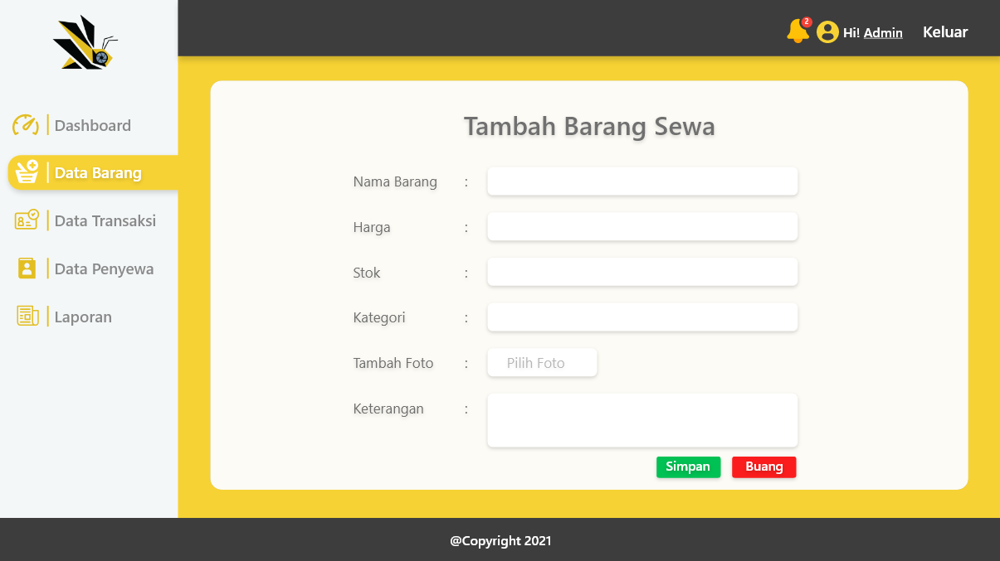 2
Hi! Admin
Keluar
Dashboard
Data Barang
Data Transaksi
Data Penyewa
Laporan
Tambah Barang Sewa
Nama Barang :
Harga :
Stok :
Kategori :
Tambah Foto : Pilih Foto
Keterangan :
Simpan Buang
@Copyright 2021